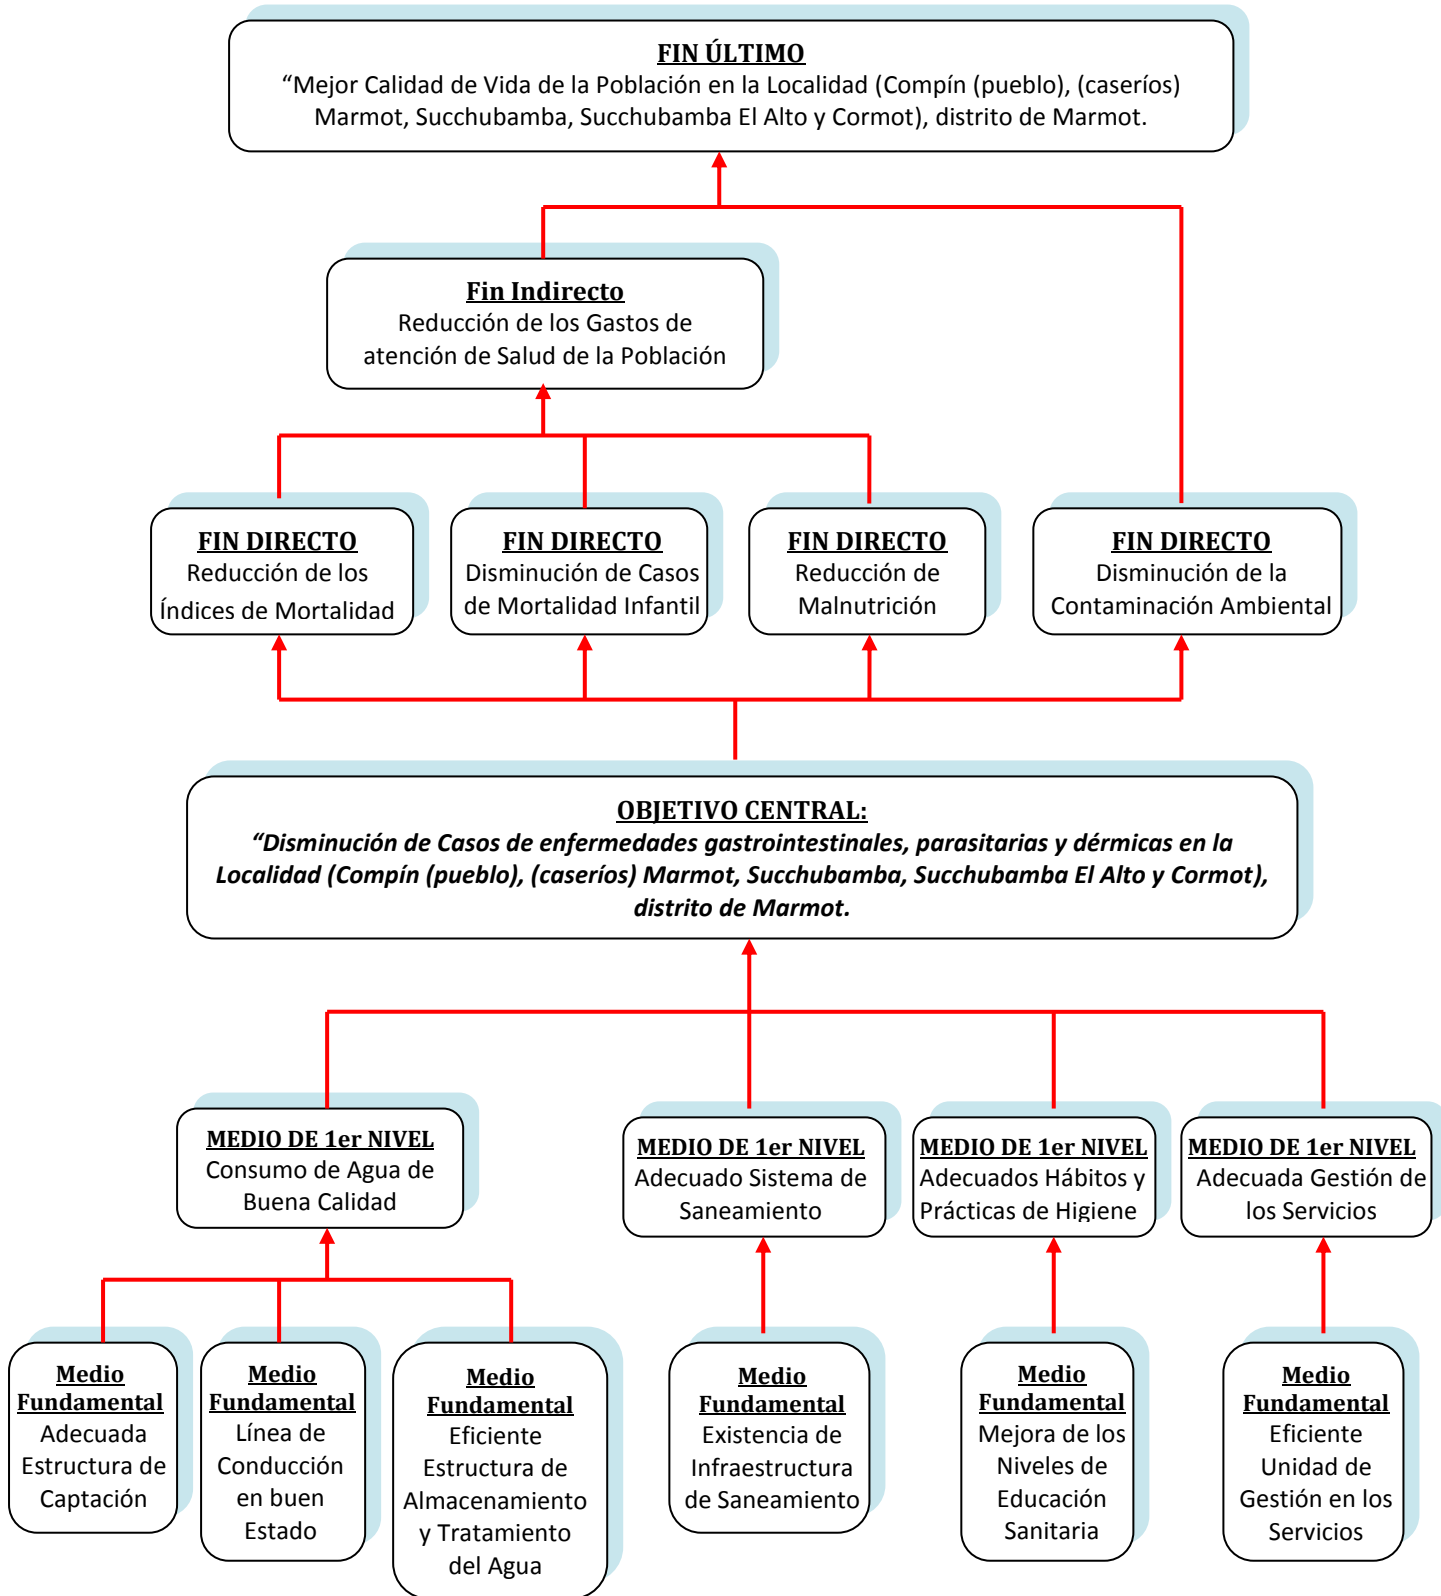 FIN ÚLTIMO
“Mejor Calidad de Vida de la Población en la Localidad (Compín (pueblo), (caseríos)
Marmot, Succhubamba, Succhubamba El Alto y Cormot), distrito de Marmot.
Fin Indirecto
Reducción de los Gastos de
atención de Salud de la Población
FIN DIRECTO
Reducción de los
Índices de Mortalidad
FIN DIRECTO
Disminución de Casos
de Mortalidad Infantil
FIN DIRECTO
Reducción de
Malnutrición
FIN DIRECTO
Disminución de la
Contaminación Ambiental
OBJETIVO CENTRAL:
“Disminución de Casos de enfermedades gastrointestinales, parasitarias y dérmicas en la
Localidad (Compín (pueblo), (caseríos) Marmot, Succhubamba, Succhubamba El Alto y Cormot),
distrito de Marmot.
MEDIO DE 1er NIVEL
Consumo de Agua de
Buena Calidad
MEDIO DE 1er NIVEL
Adecuado Sistema de
Saneamiento
MEDIO DE 1er NIVEL
Adecuados Hábitos y
Prácticas de Higiene
MEDIO DE 1er NIVEL
Adecuada Gestión de
los Servicios
Medio
Fundamental
Adecuada
Estructura de
Captación
Medio
Fundamental
Línea de
Conducción
en buen
Estado
Medio
Fundamental
Eficiente
Estructura de
Almacenamiento
y Tratamiento
del Agua
Medio
Fundamental
Existencia de
Infraestructura
de Saneamiento
Medio
Fundamental
Mejora de los
Niveles de
Educación
Sanitaria
Medio
Fundamental
Eficiente
Unidad de
Gestión en los
Servicios